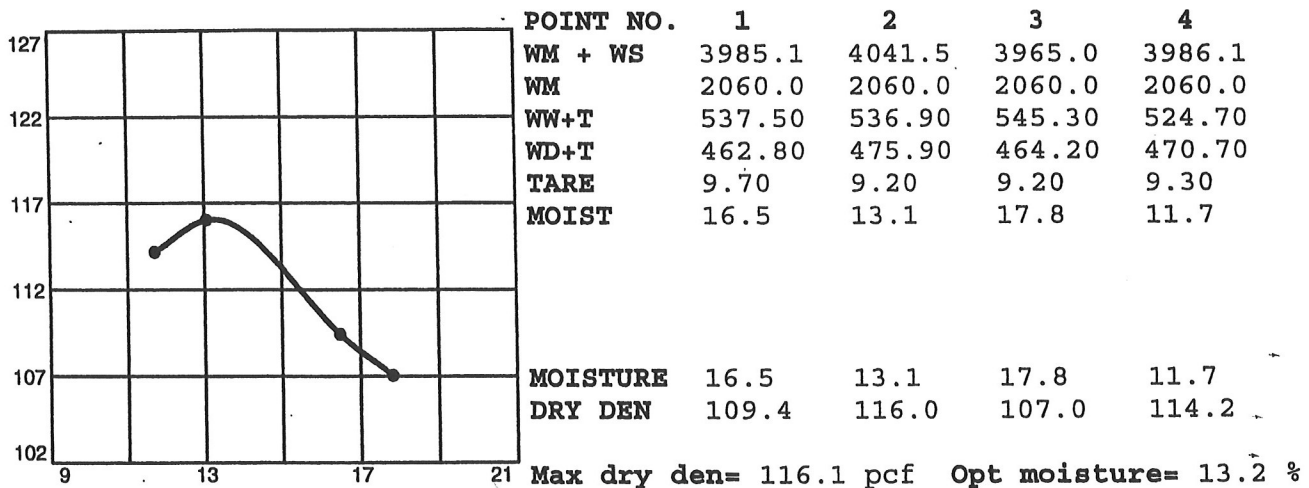 127
122
117
112
107
102
9 13 17 21
POINT NO. 1 2 3 4
WM + WS 3985.1 4041.5 3965.0 3986.1
WM 2060.0 2060.0 2060.0 2060.0
WW+T 537.50 536.90 545.30 524.70
WD+T 462.80 475.90 464.20 470.70
TARE 9.70 9.20 9.20 9.30
MOIST 16.5 13.1 17.8 11.7
MOISTURE 16.5 13.1 17.8 11.7
DRY DEN 109.4 116.0 107.0 114.2
Max dry den= 116.1 pcf Opt moisture= 13.2 %